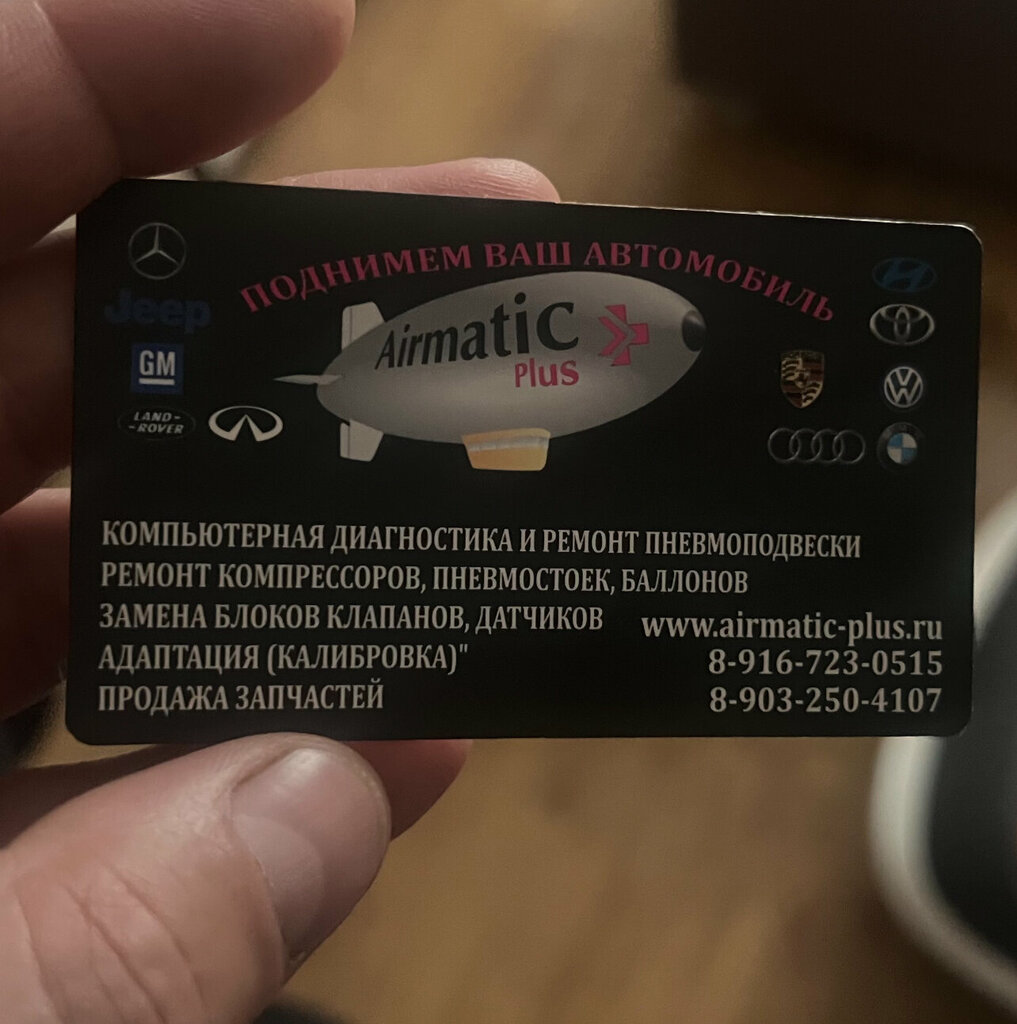 ПОДНИМЕМ ВАШ АВТОМОБИЛЬ
Airmatic
Plus
Jeep
GM
LAND-
-ROVER
КОМПЬЮТЕРНАЯ ДИАГНОСТИКА И РЕМОНТ ПНЕВМОПОДВЕСКИ
РЕМОНТ КОМПРЕССОРОВ, ПНЕВМОСТОЕК, БАЛЛОНОВ
ЗАМЕНА БЛОКОВ КЛАПАНОВ, ДАТЧИКОВ
АДАПТАЦИЯ (КАЛИБРОВКА)"
ПРОДАЖА ЗАПЧАСТЕЙ
www.airmatic-plus.ru
8-916-723-0515
8-903-250-4107